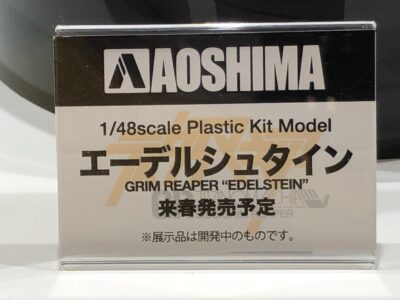 AOSHIMA
1/48scale Plastic Kit Model
エーデルシュタイン
GRIM REAPER “EDELSTEIN”
来春発売予定
※展示品は開発中のものです。